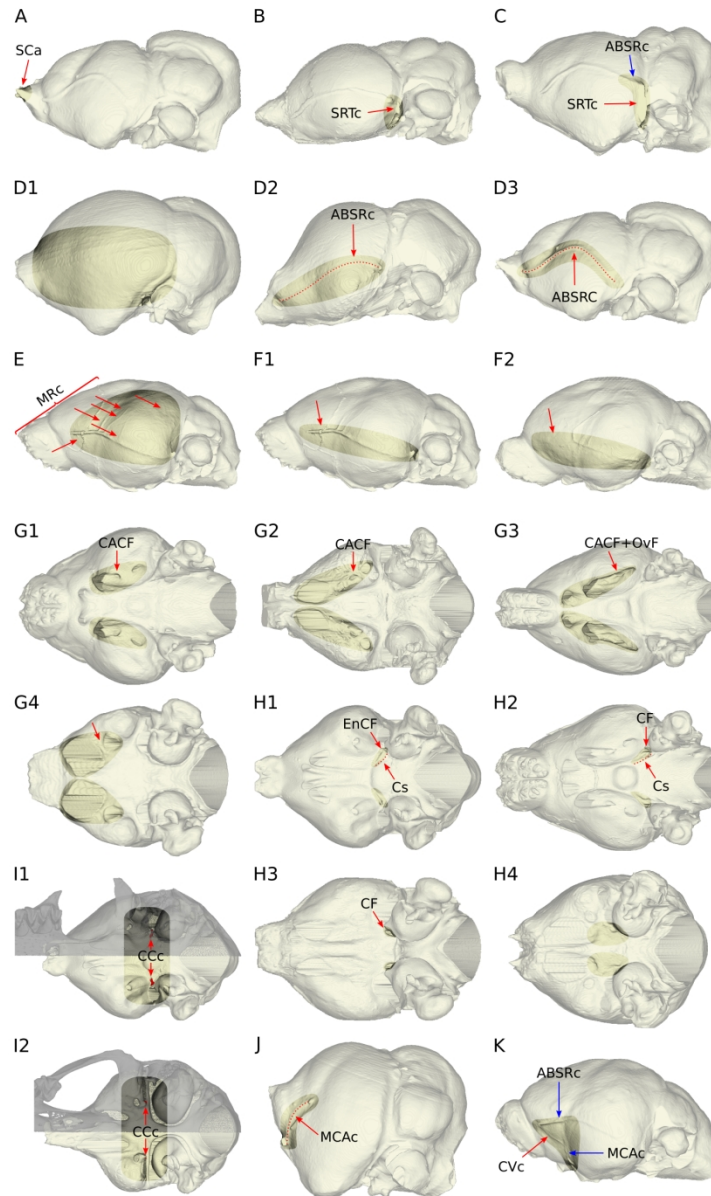 A
B
C
SCa
SRTc
ABSRc
SRTc
D1
D2
D3
ABSRc
ABSRC
E
F1
F2
MRc
G1
G2
G3
CACF
CACF
CACF+OvF
G4
H1
H2
EnCF
Cs
CF
Cs
I1
H3
H4
CCc
CF
I2
J
K
CCc
MCAc
ABSRc
CVc
MCAc